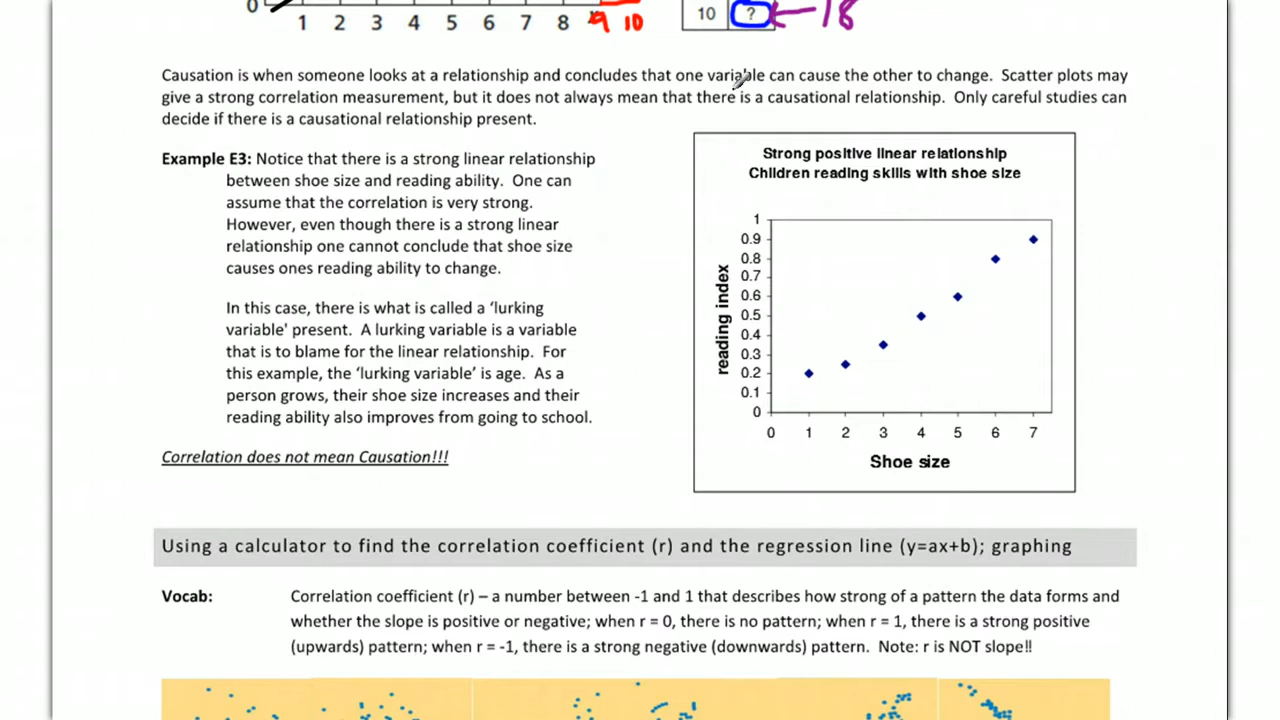 0
1 2 3 4 5 6 7 8 9 10
10 ? ←18
Causation is when someone looks at a relationship and concludes that one variable can cause the other to change. Scatter plots may
give a strong correlation measurement, but it does not always mean that there is a causational relationship. Only careful studies can
decide if there is a causational relationship present.
Example E3: Notice that there is a strong linear relationship
between shoe size and reading ability. One can
assume that the correlation is very strong.
However, even though there is a strong linear
relationship one cannot conclude that shoe size
causes ones reading ability to change.
In this case, there is what is called a ‘lurking
variable' present. A lurking variable is a variable
that is to blame for the linear relationship. For
this example, the ‘lurking variable’ is age. As a
person grows, their shoe size increases and their
reading ability also improves from going to school.
Correlation does not mean Causation!!!
Strong positive linear relationship
Children reading skills with shoe size
reading index
1
0.9
0.8
0.7
0.6
0.5
0.4
0.3
0.2
0.1
0
0 1 2 3 4 5 6 7
Shoe size
Using a calculator to find the correlation coefficient (r) and the regression line (y=ax+b); graphing
Vocab: Correlation coefficient (r) – a number between -1 and 1 that describes how strong of a pattern the data forms and
whether the slope is positive or negative; when r = 0, there is no pattern; when r = 1, there is a strong positive
(upwards) pattern; when r = -1, there is a strong negative (downwards) pattern. Note: r is NOT slope!!